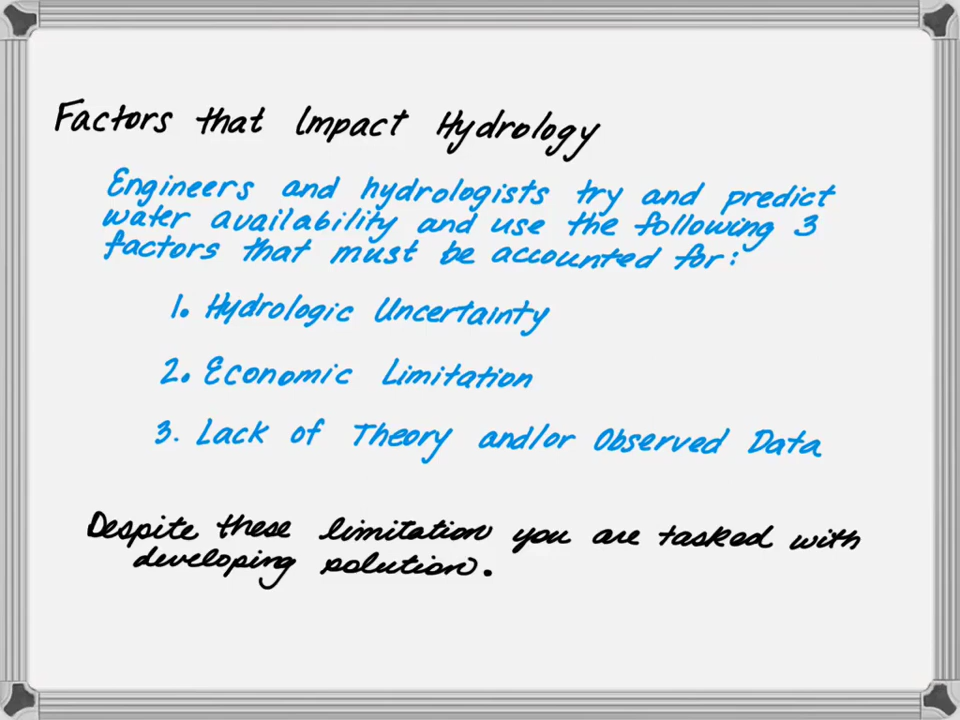 Factors that Impact Hydrology
Engineers and hydrologists try and predict
water availability and use the following 3
factors that must be accounted for:
1. Hydrologic Uncertainty
2. Economic Limitation
3. Lack of Theory and/or Observed Data
Despite these limitation you are tasked with
developing solution.